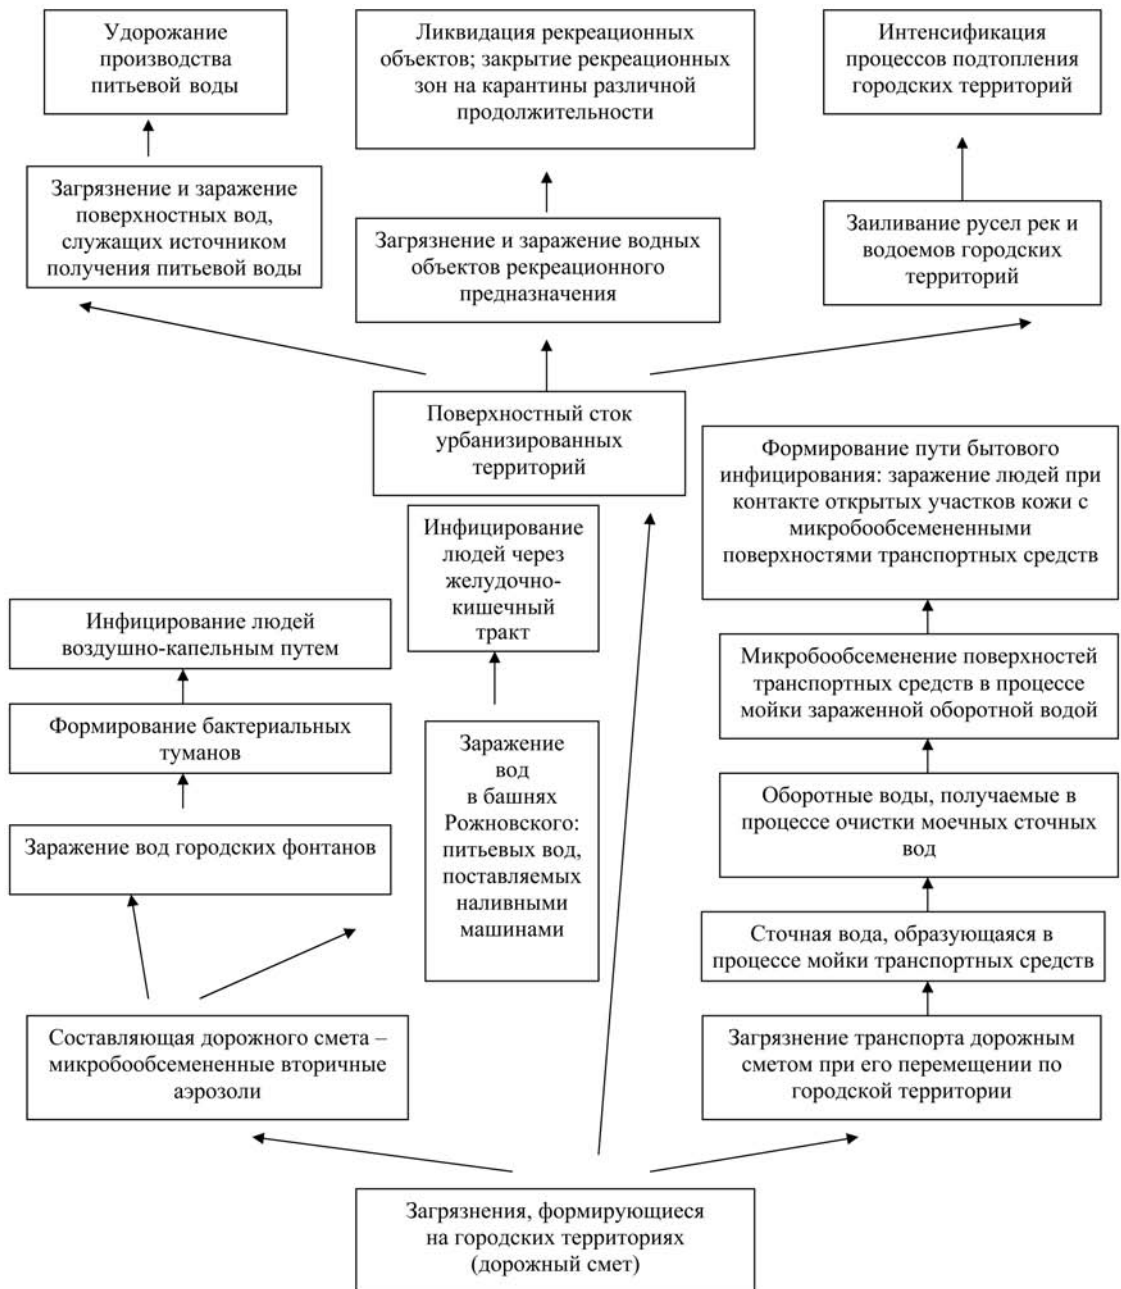 Удорожание
производства
питьевой воды
Ликвидация рекреационных
объектов; закрытие рекреационных
зон на карантины различной
продолжительности
Интенсификация
процессов подтопления
городских территорий
Загрязнение и заражение
поверхностных вод,
служащих источником
получения питьевой воды
Загрязнение и заражение водных
объектов рекреационного
предназначения
Заиливание русел рек и
водоемов городских
территорий
Поверхностный сток
урбанизированных
территорий
Формирование пути бытового
инфицирования: заражение людей при
контакте открытых участков кожи с
микробообсемененными
поверхностями транспортных средств
Инфицирование
людей через
желудочно-
кишечный
тракт
Инфицирование людей
воздушно-капельным путем
Микробообсеменение поверхностей
транспортных средств в процессе
мойки зараженной оборотной водой
Формирование бактериальных
туманов
Заражение
вод
в башнях
Рожновского:
питьевых вод,
поставляемых
наливными
машинами
Оборотные воды, получаемые в
процессе очистки моечных сточных
вод
Заражение вод городских фонтанов
Сточная вода, образующаяся в
процессе мойки транспортных средств
Составляющая дорожного смета –
микробообсемененные вторичные
аэрозоли
Загрязнение транспорта дорожным
сметом при его перемещении по
городской территории
Загрязнения, формирующиеся
на городских территориях
(дорожный смет)